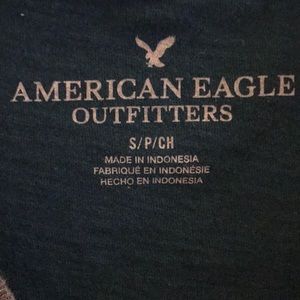 AMERICAN EAGLE
OUTFITTERS
S/P/CH
MADE IN INDONESIA
FABRIQUÉ EN INDONÉSIE
HECHO EN INDONESIA